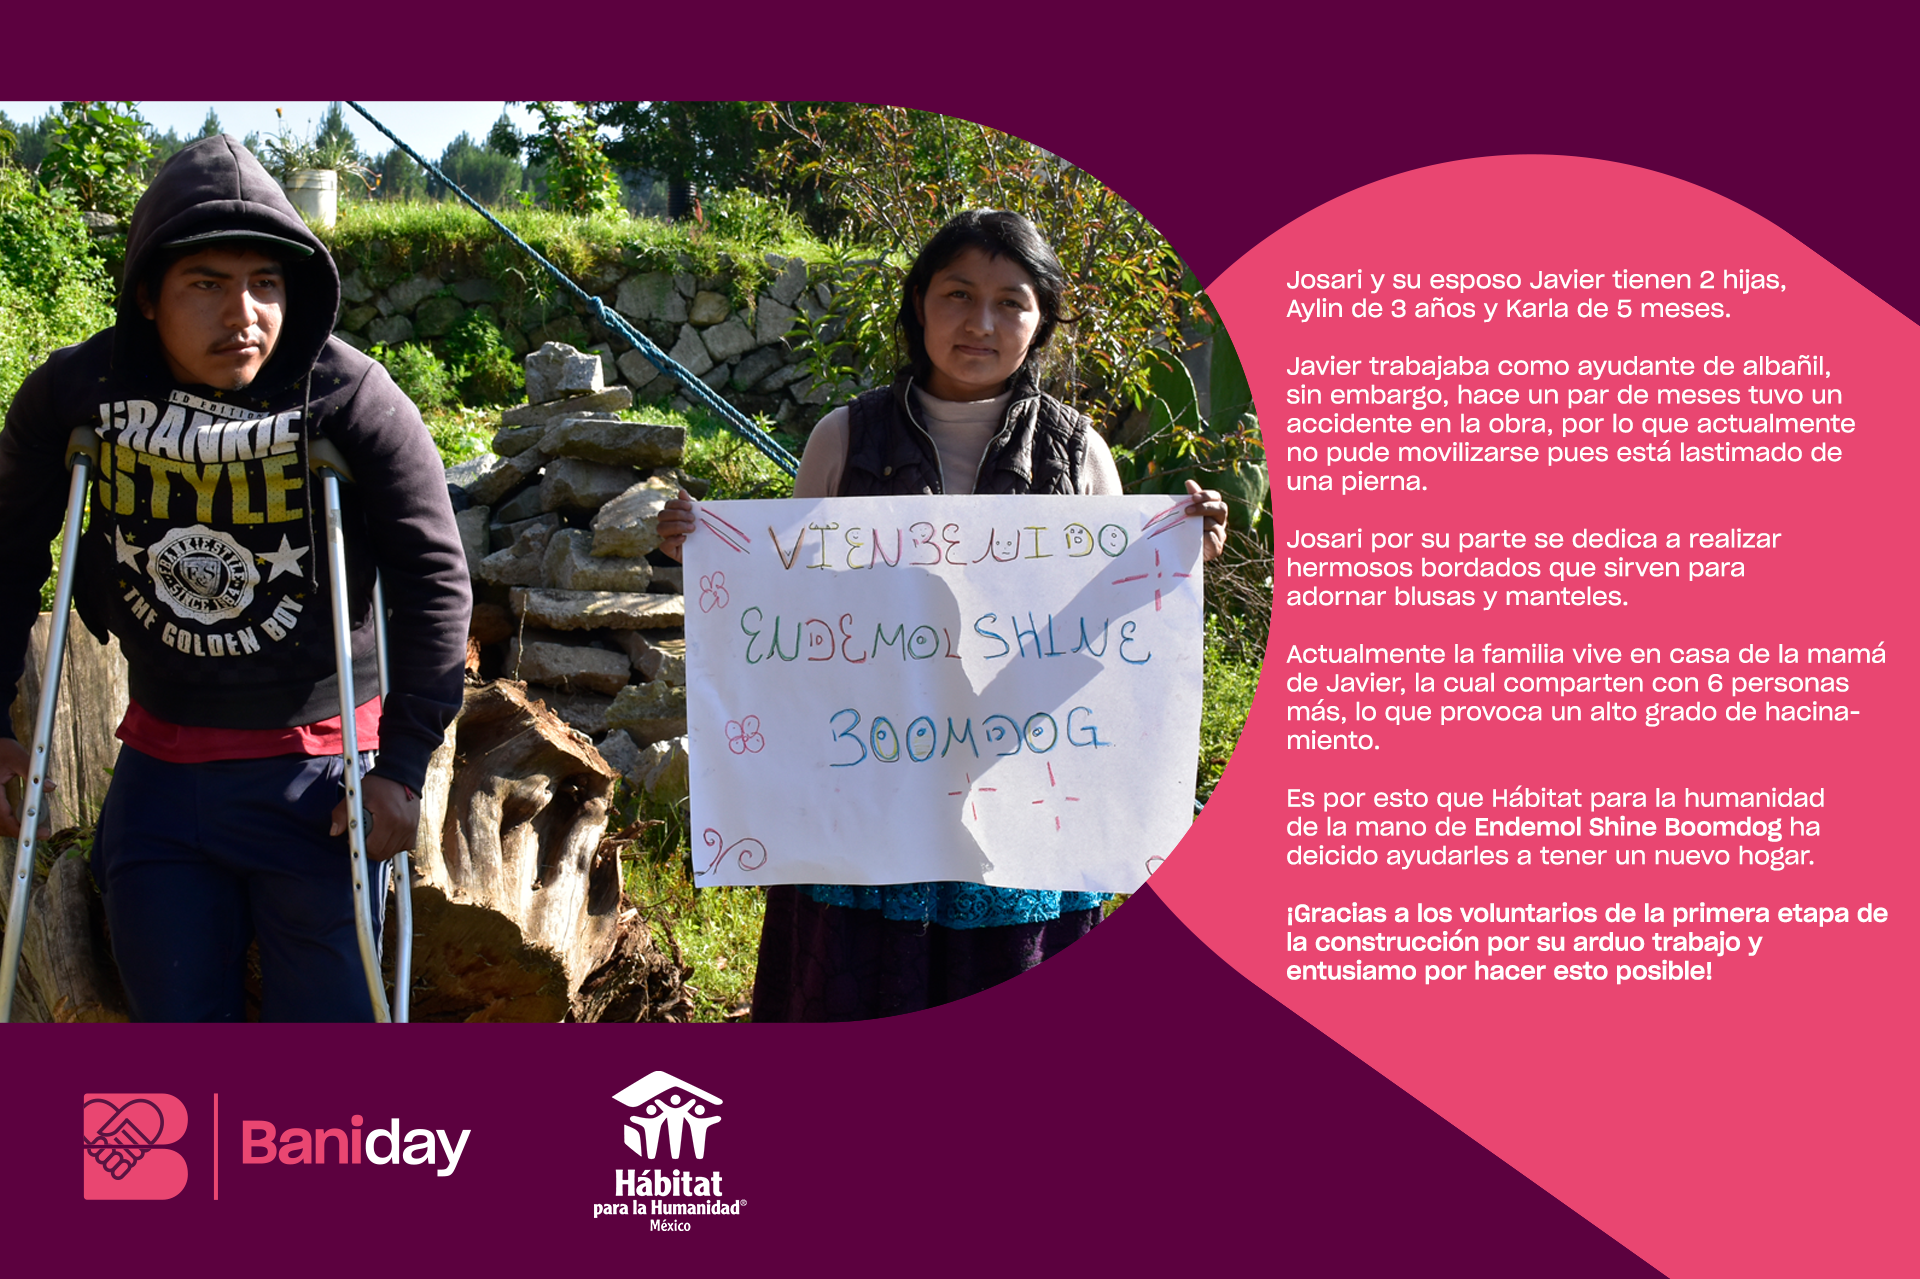 LD EDITION
FRANKIE
STYLE
FRANKIESTYLE
SINCE 1984
THE GOLDEN BOY
VIENBENIDO
ENDEMOL SHINE
BOOMDOG
Josari y su esposo Javier tienen 2 hijas,
Aylin de 3 años y Karla de 5 meses.
Javier trabajaba como ayudante de albañil,
sin embargo, hace un par de meses tuvo un
accidente en la obra, por lo que actualmente
no pude movilizarse pues está lastimado de
una pierna.
Josari por su parte se dedica a realizar
hermosos bordados que sirven para
adornar blusas y manteles.
Actualmente la familia vive en casa de la mamá
de Javier, la cual comparten con 6 personas
más, lo que provoca un alto grado de hacina-
miento.
Es por esto que Hábitat para la humanidad
de la mano de Endemol Shine Boomdog ha
deicido ayudarles a tener un nuevo hogar.
¡Gracias a los voluntarios de la primera etapa de
la construcción por su arduo trabajo y
entusiamo por hacer esto posible!
B
Baniday
Hábitat
para la Humanidad®
México